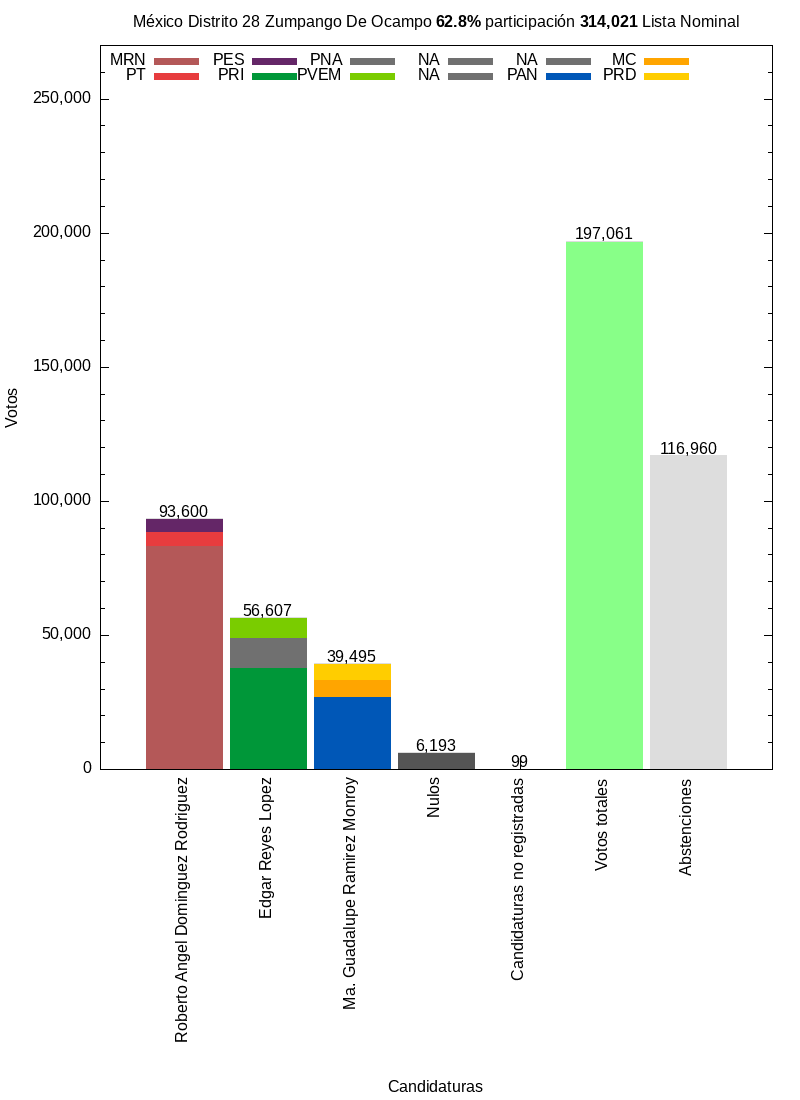 México Distrito 28 Zumpango De Ocampo 62.8% participación 314,021 Lista Nominal
MRN PES PNA NA NA MC
PT PRI PVEM NA PAN PRD
250,000
200,000
150,000
100,000
50,000
0
Votos
93,600
56,607
39,495
6,193
99
197,061
116,960
Roberto Angel Dominguez Rodriguez
Edgar Reyes Lopez
Ma. Guadalupe Ramirez Monroy
Nulos
Candidaturas no registradas
Votos totales
Abstenciones
Candidaturas